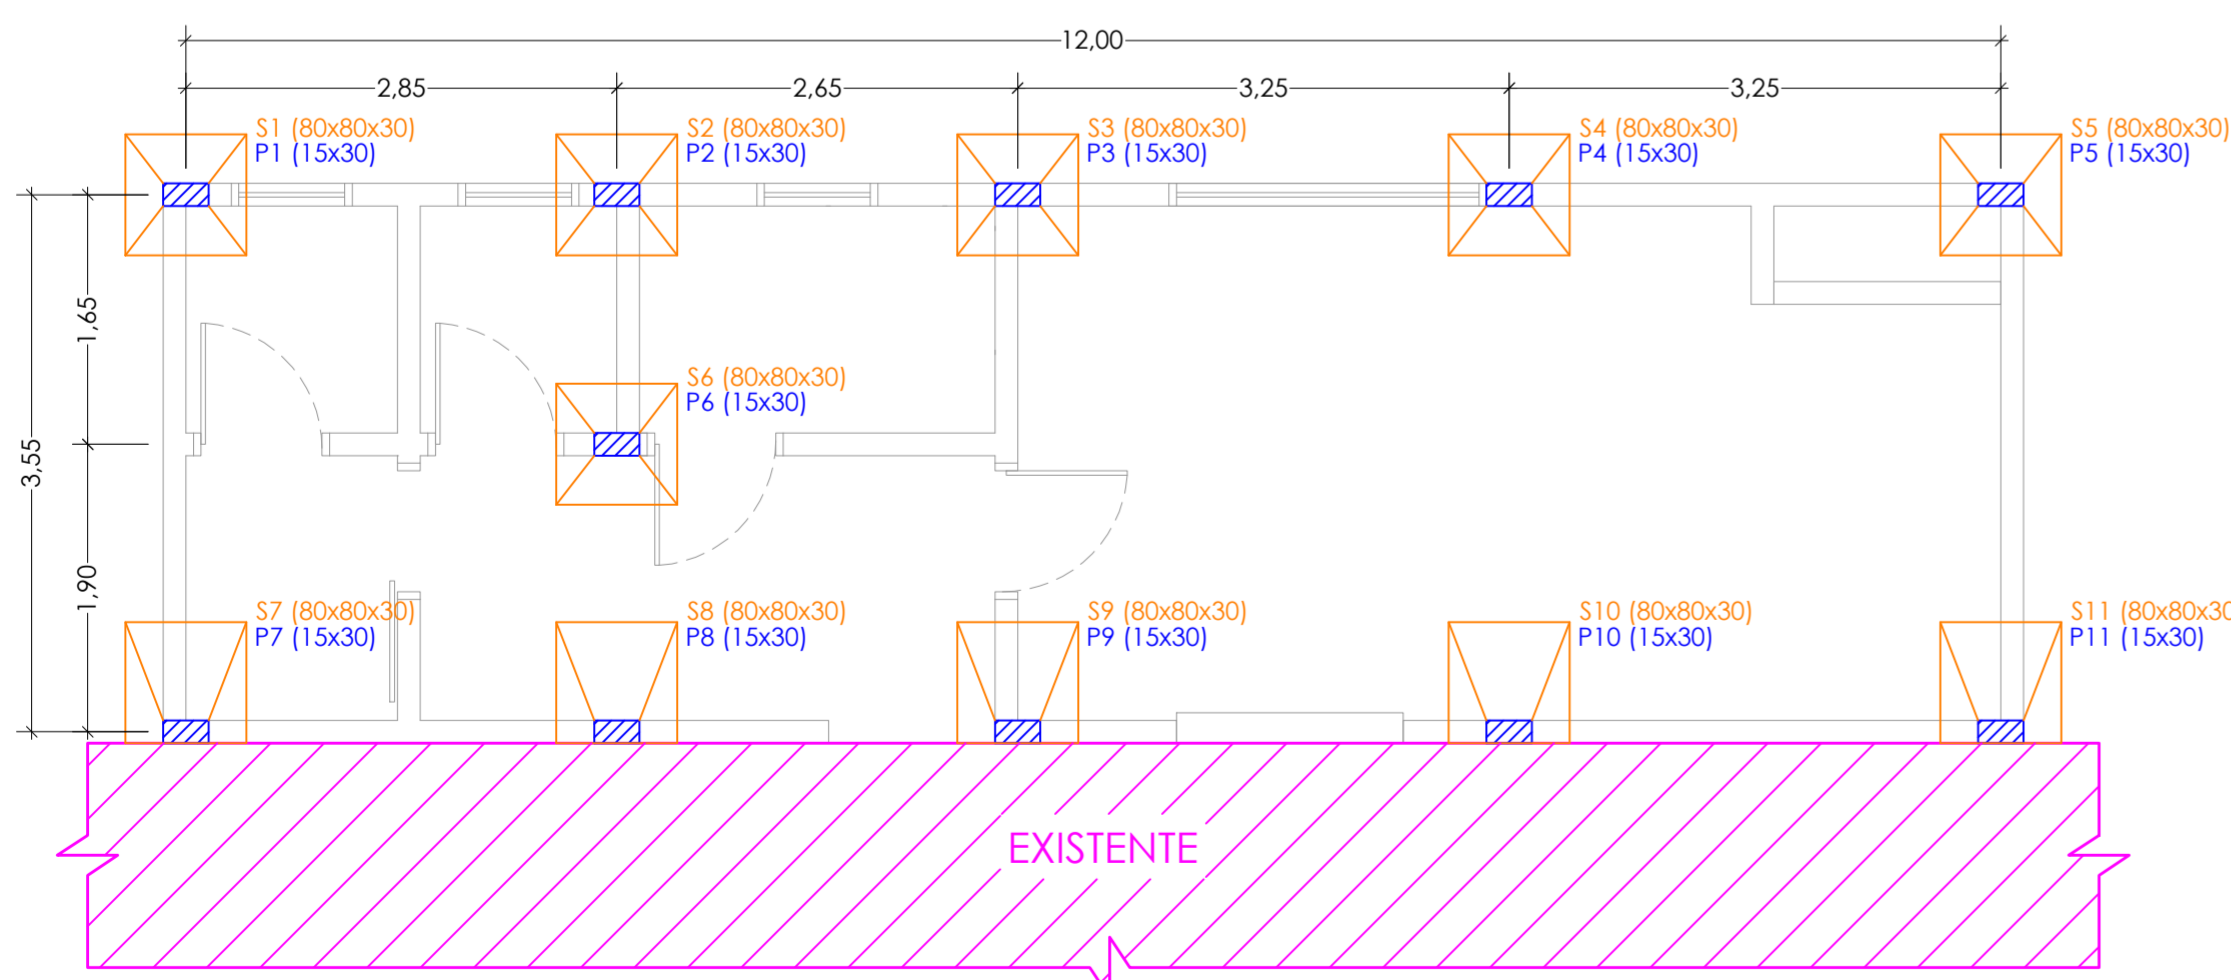 12,00
2,85
2,65
3,25
3,25
S1 (80x80x30)
P1 (15x30)
S2 (80x80x30)
P2 (15x30)
S3 (80x80x30)
P3 (15x30)
S4 (80x80x30)
P4 (15x30)
S5 (80x80x30)
P5 (15x30)
1,65
3,55
1,90
S6 (80x80x30)
P6 (15x30)
S7 (80x80x30)
P7 (15x30)
S8 (80x80x30)
P8 (15x30)
S9 (80x80x30)
P9 (15x30)
S10 (80x80x30)
P10 (15x30)
S11 (80x80x30
P11 (15x30)
EXISTENTE